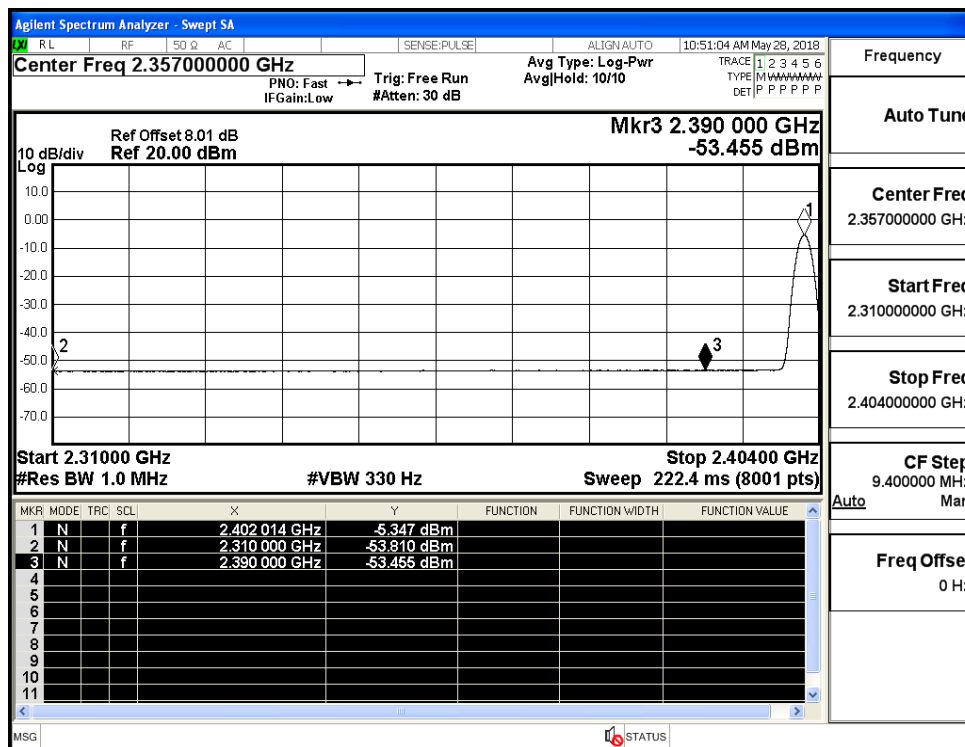 Agilent Spectrum Analyzer - Swept SA
LXI RL RF 50 Ω AC SENSE:PULSE ALIGN AUTO 10:51:04 AM May 28, 2018
Center Freq 2.357000000 GHz
PNO: Fast
IFGain:Low
Trig: Free Run
#Atten: 30 dB
Avg Type: Log-Pwr
Avg|Hold: 10/10
TRACE 1 2 3 4 5 6
TYPE M WWWWW
DET P P P P P P
Frequency
Auto Tune
Center Freq
2.357000000 GHz
Start Freq
2.310000000 GHz
Stop Freq
2.404000000 GHz
CF Step
9.400000 MHz
Auto Man
Freq Offset
0 Hz
Ref Offset 8.01 dB
10 dB/div Ref 20.00 dBm
Log
Mkr3 2.390 000 GHz
-53.455 dBm
10.0
0.00
-10.0
-20.0
-30.0
-40.0
-50.0
-60.0
-70.0
1
2
3
Start 2.31000 GHz Stop 2.40400 GHz
#Res BW 1.0 MHz #VBW 330 Hz Sweep 222.4 ms (8001 pts)
MKR MODE TRC SCL X Y FUNCTION FUNCTION WIDTH FUNCTION VALUE
1 N f 2.402 014 GHz -5.347 dBm
2 N f 2.310 000 GHz -53.810 dBm
3 N f 2.390 000 GHz -53.455 dBm
4
5
6
7
8
9
10
11
MSG STATUS